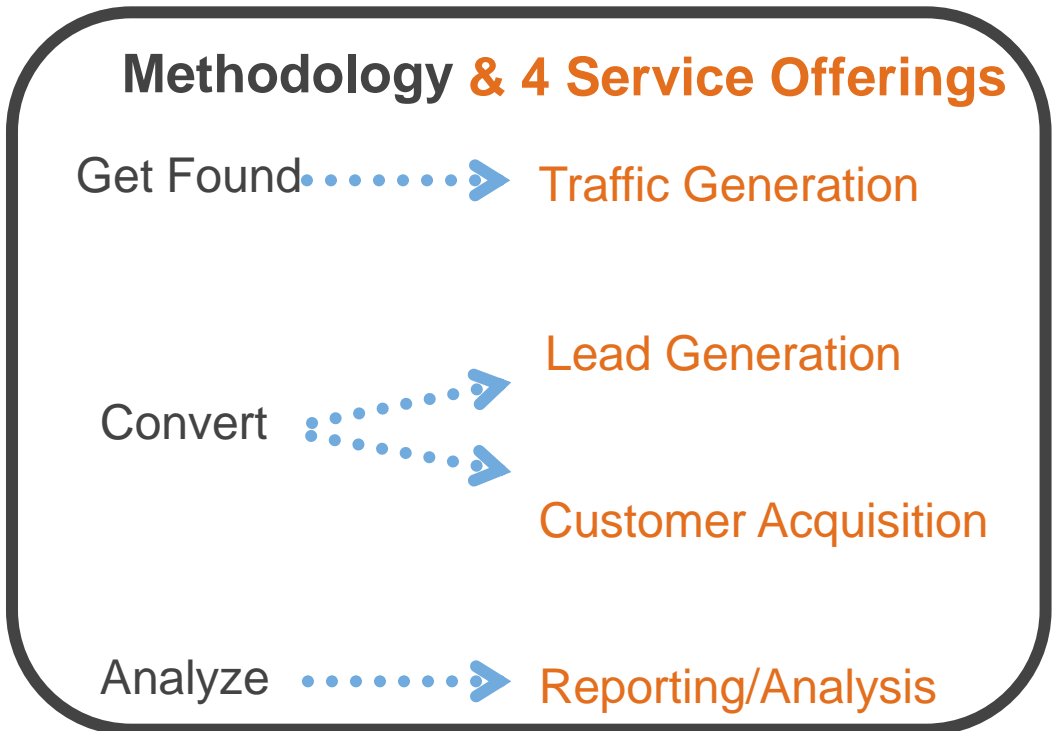 Methodology & 4 Service Offerings
Get Found
Traffic Generation
Convert
Lead Generation
Customer Acquisition
Analyze
Reporting/Analysis